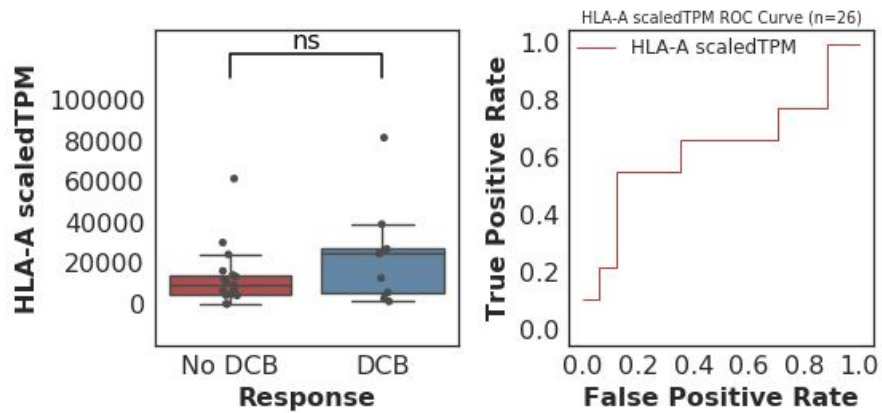 ns
HLA-A scaledTPM
100000
80000
60000
40000
20000
0
No DCB DCB
Response
HLA-A scaledTPM ROC Curve (n=26)
HLA-A scaledTPM
True Positive Rate
1.0
0.8
0.6
0.4
0.2
0.0
0.0 0.2 0.4 0.6 0.8 1.0
False Positive Rate